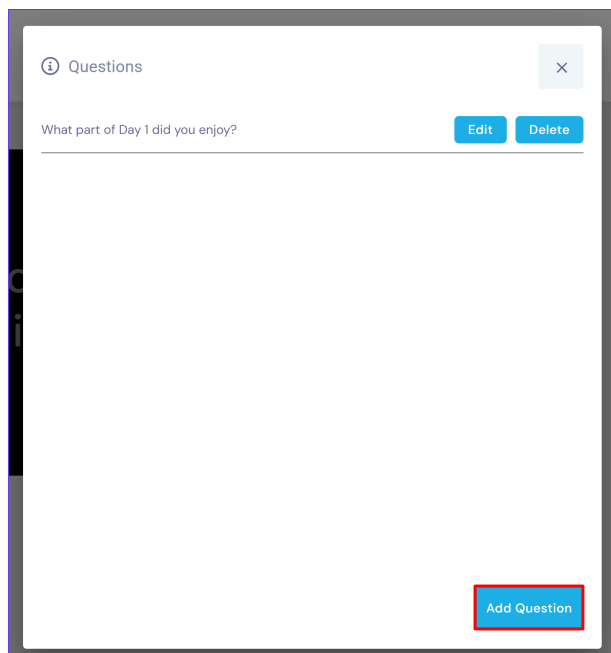 Questions
What part of Day 1 did you enjoy?
Edit Delete
Add Question